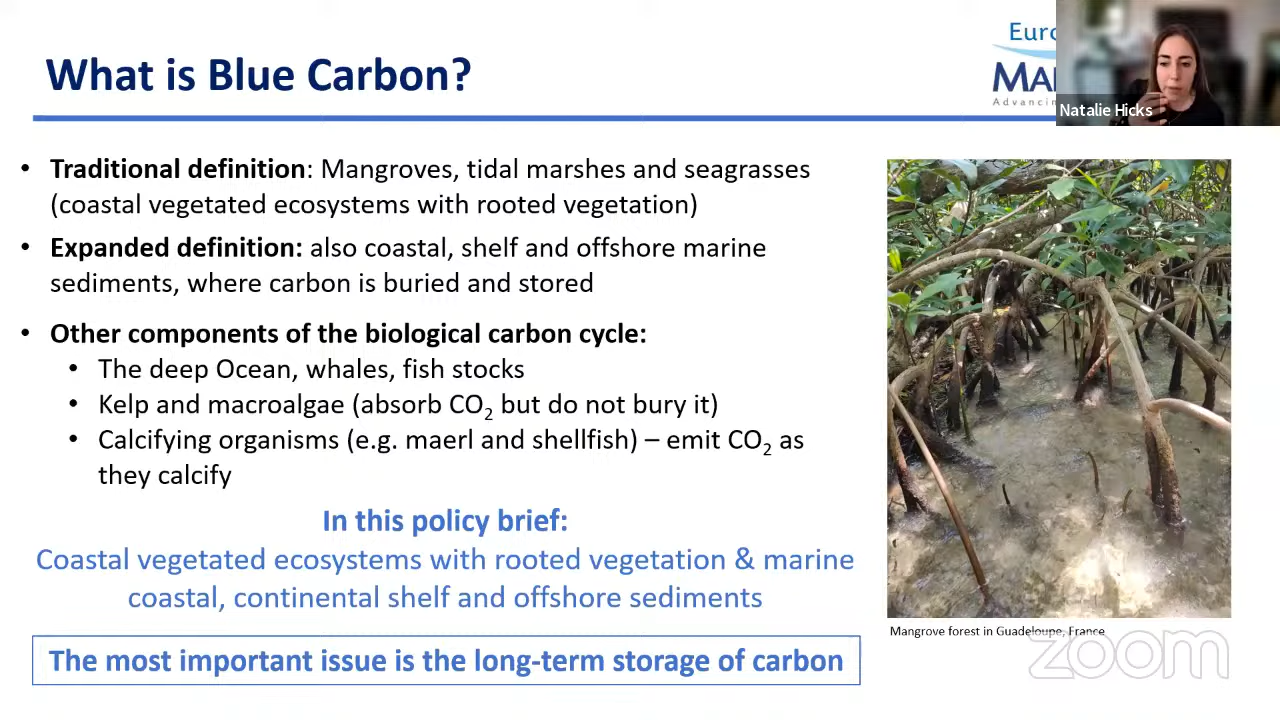 What is Blue Carbon?
Natalie Hicks
• Traditional definition: Mangroves, tidal marshes and seagrasses
(coastal vegetated ecosystems with rooted vegetation)
• Expanded definition: also coastal, shelf and offshore marine
sediments, where carbon is buried and stored
• Other components of the biological carbon cycle:
• The deep Ocean, whales, fish stocks
• Kelp and macroalgae (absorb CO₂ but do not bury it)
• Calcifying organisms (e.g. maerl and shellfish) – emit CO₂ as
they calcify
In this policy brief:
Coastal vegetated ecosystems with rooted vegetation & marine
coastal, continental shelf and offshore sediments
The most important issue is the long-term storage of carbon
Mangrove forest in Guadeloupe, France
zoom